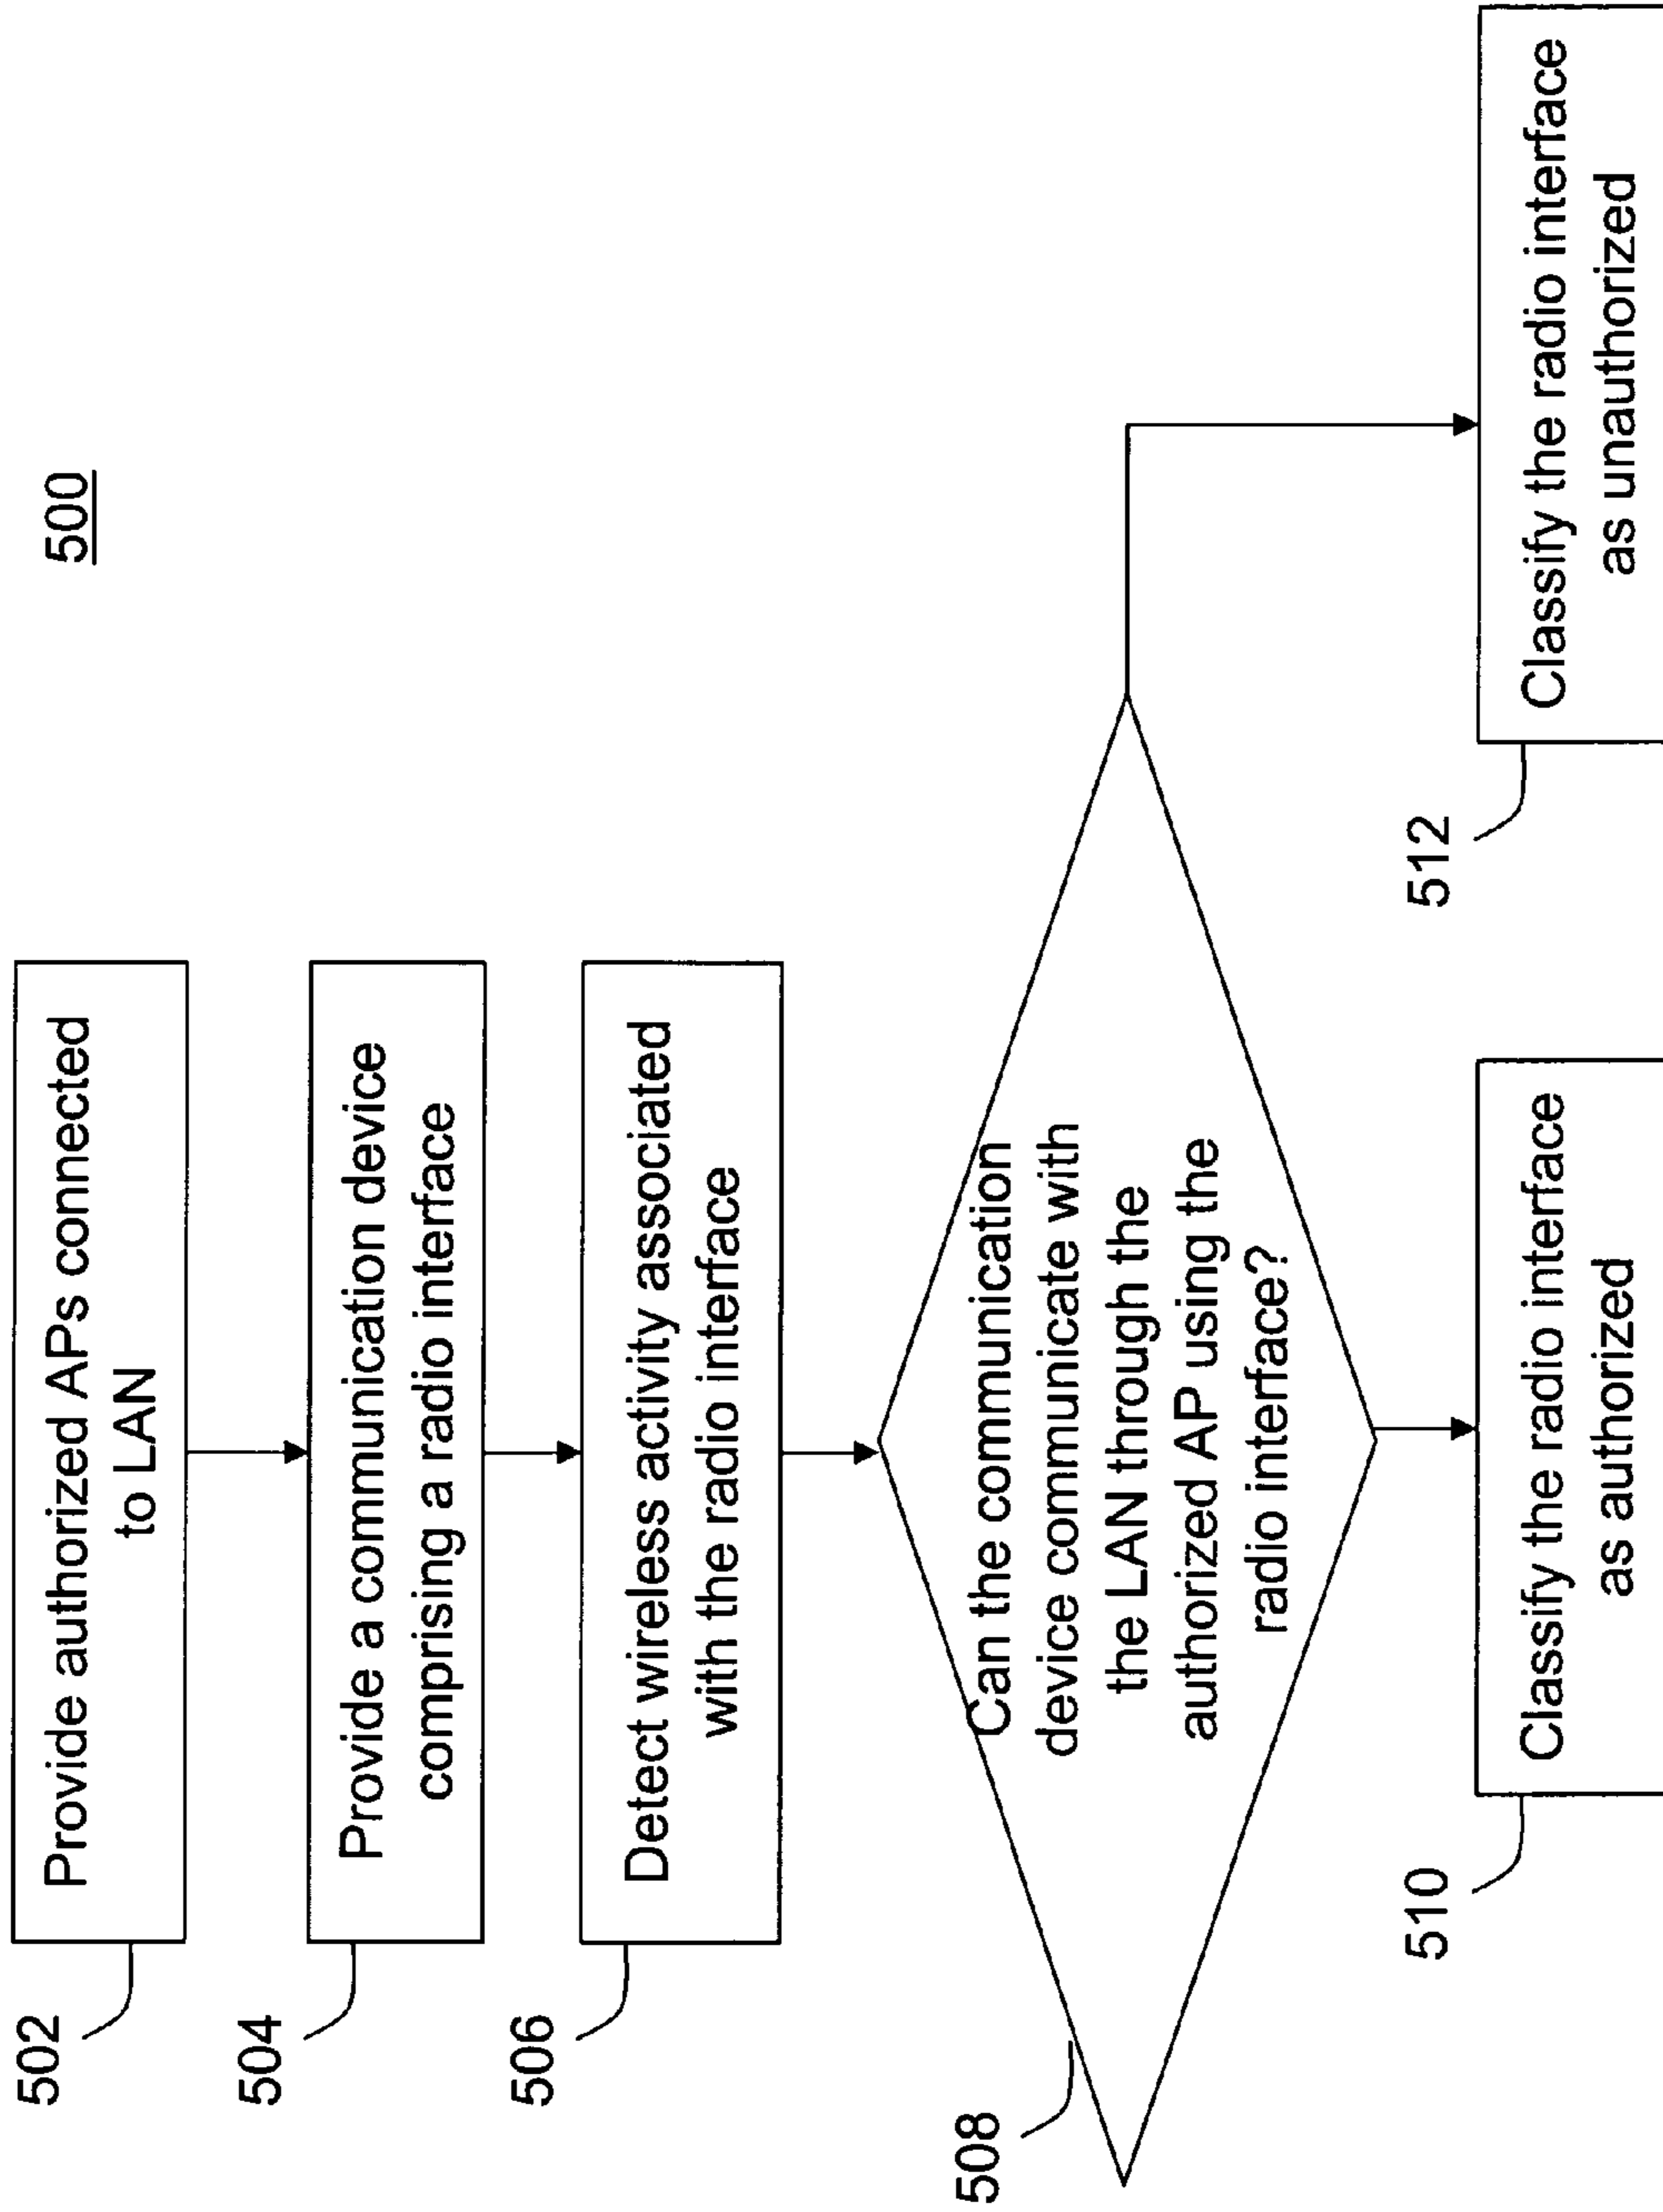 500
502
Provide authorized APs connected
to LAN
504
Provide a communication device
comprising a radio interface
506
Detect wireless activity associated
with the radio interface
508
Can the communication
device communicate with
the LAN through the
authorized AP using the
radio interface?
510
Classify the radio interface
as authorized
512
Classify the radio interface
as unauthorized